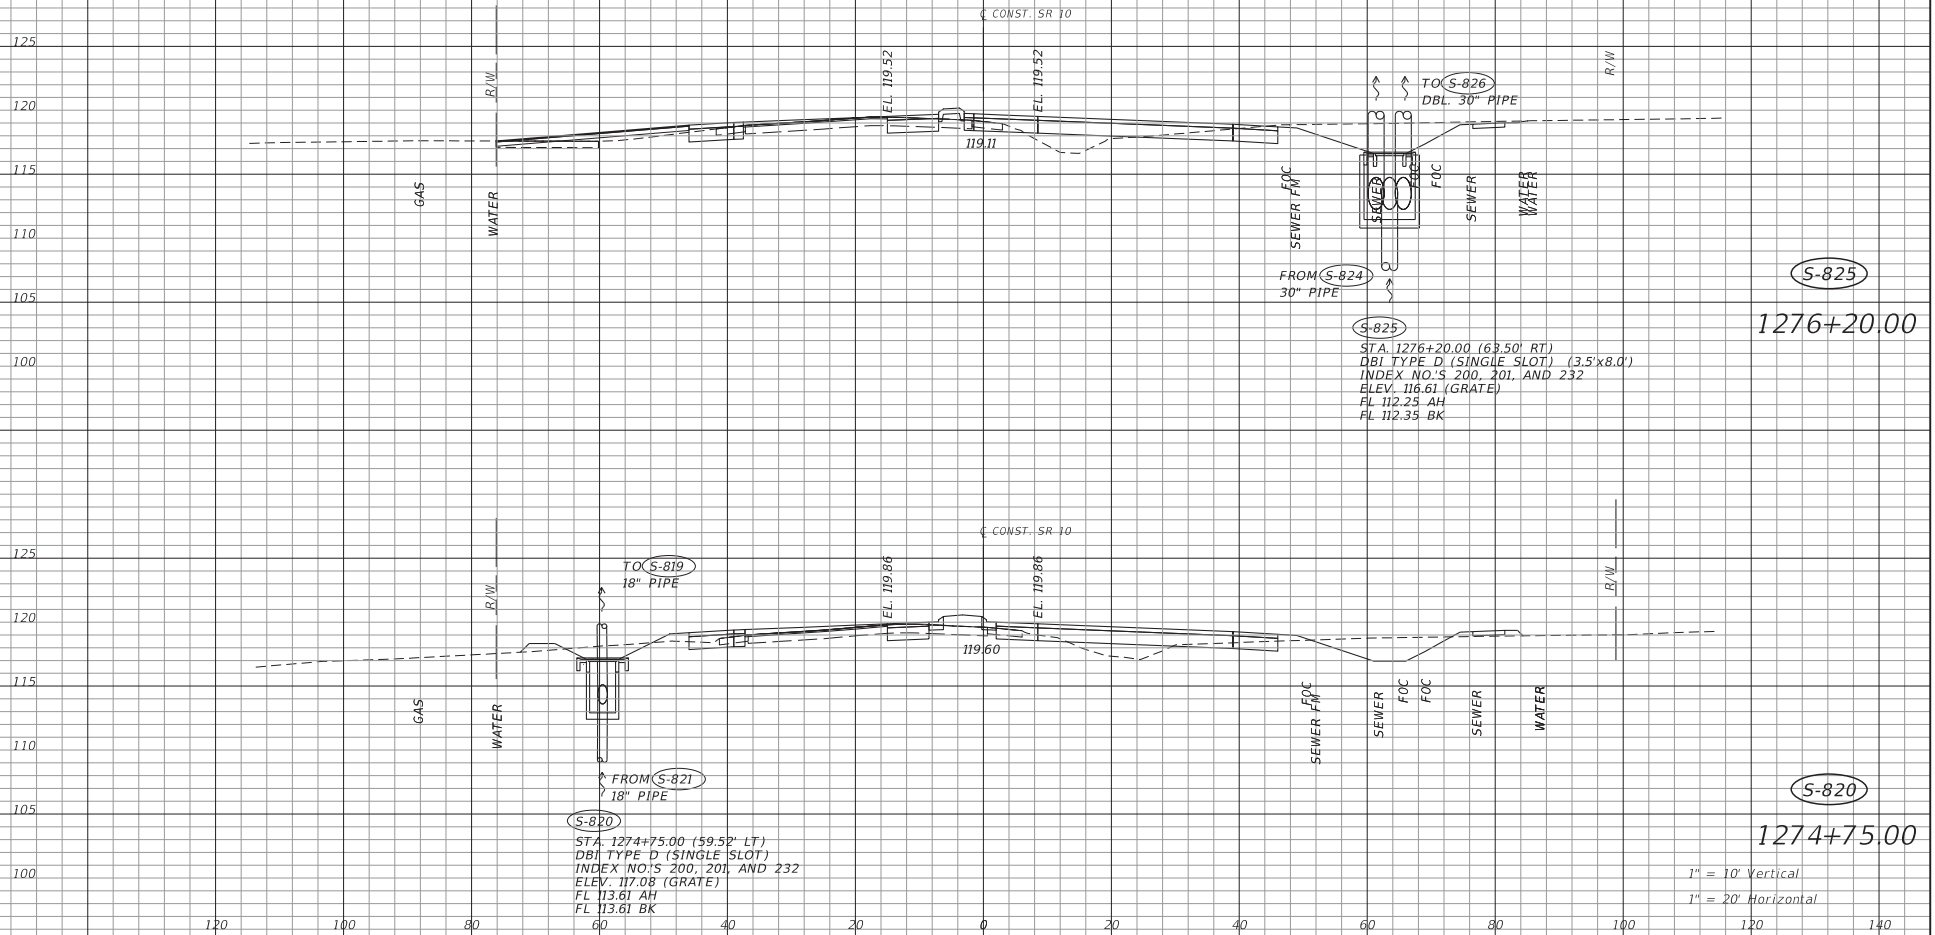 ℄ CONST. SR 10
125
R/W
EL. 119.52
EL. 119.52
R/W
TO S-826
DBL. 30" PIPE
120
119.11
115
GAS
WATER
FOC
SEWER FM
SEWER
FOC
FOC
SEWER
WATER
WATER
110
FROM S-824
30" PIPE
S-825
105
1276+20.00
S-825
STA. 1276+20.00 (63.50' RT)
DBI TYPE D (SINGLE SLOT) (3.5'x8.0')
INDEX NO.'S 200, 201, AND 232
ELEV. 116.61 (GRATE)
FL 112.25 AH
FL 112.35 BK
100
℄ CONST. SR 10
125
TO S-819
18" PIPE
R/W
EL. 119.86
EL. 119.86
R/W
120
119.60
115
GAS
WATER
FOC
SEWER FM
SEWER
FOC
FOC
SEWER
WATER
110
FROM S-821
18" PIPE
S-820
105
S-820
1274+75.00
STA. 1274+75.00 (59.52' LT)
DBI TYPE D (SINGLE SLOT)
INDEX NO.'S 200, 201, AND 232
ELEV. 117.08 (GRATE)
FL 113.61 AH
FL 113.61 BK
100
1" = 10' Vertical
1" = 20' Horizontal
120 100 80 60 40 20 0 20 40 60 80 100 120 140